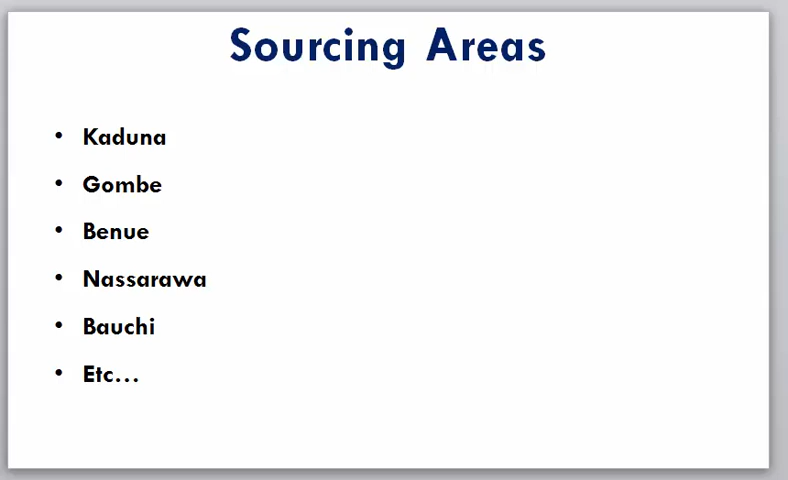 Sourcing Areas
• Kaduna
• Gombe
• Benue
• Nassarawa
• Bauchi
• Etc...